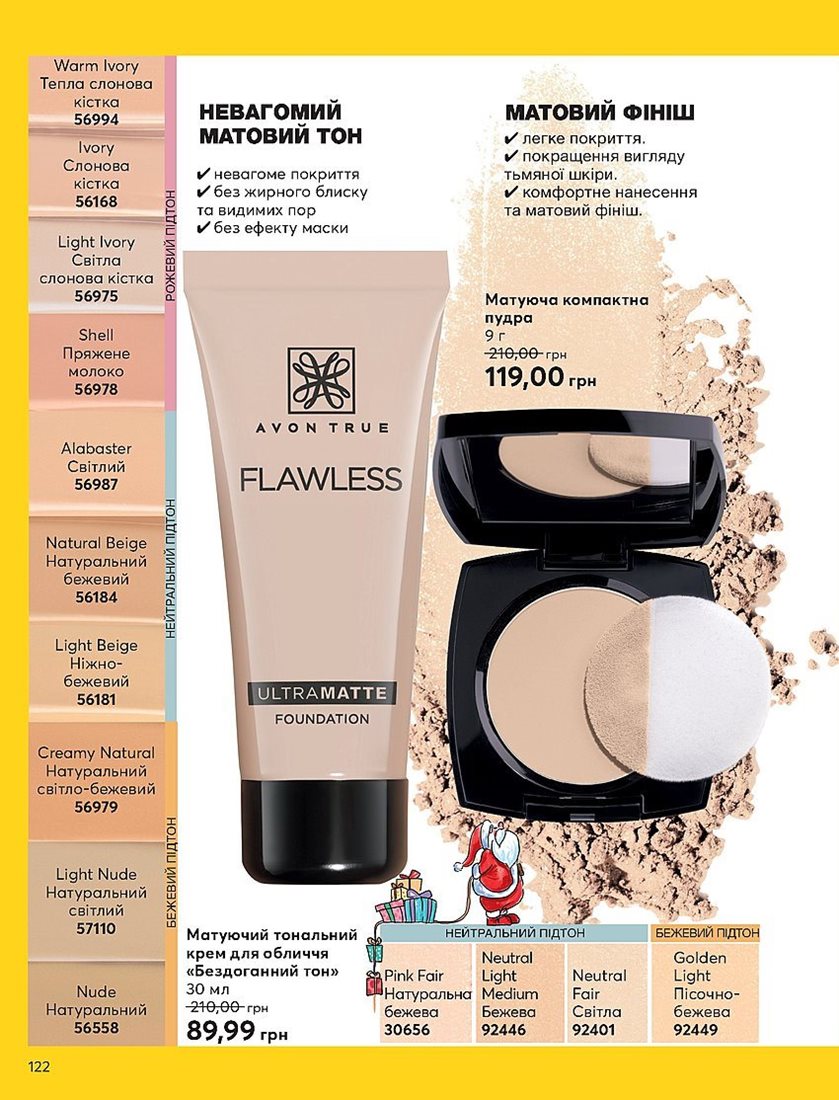 Warm Ivory
Тепла слонова
кістка
56994
Ivory
Слонова
кістка
56168
Light Ivory
Світла
слонова кістка
56975
Shell
Пряжене
молоко
56978
РОЖЕВИЙ ПІДТОН
Alabaster
Світлий
56987
Natural Beige
Натуральний
бежевий
56184
Light Beige
Ніжно-
бежевий
56181
НЕЙТРАЛЬНИЙ ПІДТОН
Creamy Natural
Натуральний
світло-бежевий
56979
Light Nude
Натуральний
світлий
57110
Nude
Натуральний
56558
БЕЖЕВИЙ ПІДТОН
НЕВАГОМИЙ
МАТОВИЙ ТОН
✔ невагоме покриття
✔ без жирного блиску
та видимих пор
✔ без ефекту маски
AVON TRUE
FLAWLESS
ULTRAMATTE
FOUNDATION
Матуючий тональний
крем для обличчя
«Бездоганний тон»
30 мл
210,00 грн
89,99 грн
МАТОВИЙ ФІНІШ
✔ легке покриття.
✔ покращення вигляду
тьмяної шкіри.
✔ комфортне нанесення
та матовий фініш.
Матуюча компактна
пудра
9 г
210,00 грн
119,00 грн
НЕЙТРАЛЬНИЙ ПІДТОН
Pink Fair
Натуральна
бежева
30656
Neutral
Light
Medium
Бежева
92446
Neutral
Fair
Світла
92401
БЕЖЕВИЙ ПІДТОН
Golden
Light
Пісочно-
бежева
92449
122